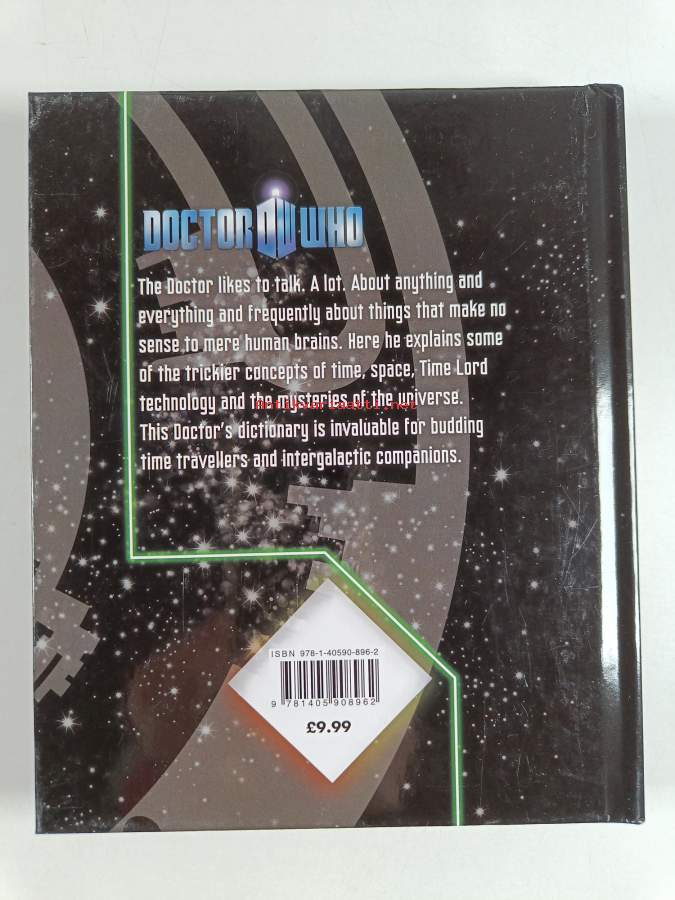 DOCTOR WHO
The Doctor likes to talk. A lot. About anything and
everything and frequently about things that make no
sense to mere human brains. Here he explains some
of the trickier concepts of time, space, Time Lord
technology and the mysteries of the universe.
Antikvariaatti.net
This Doctor's dictionary is invaluable for budding
time travellers and intergalactic companions.
ISBN 978-1-40590-896-2
9 781405 908962
£9.99